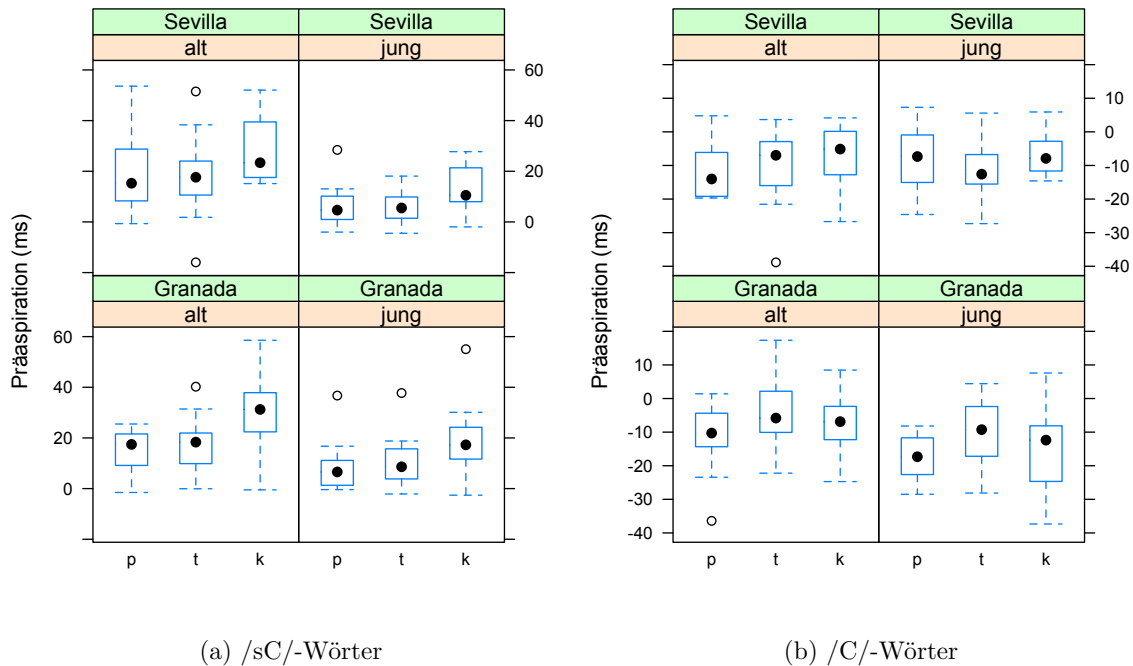 Sevilla Sevilla
alt jung
60
40
20
0
Granada Granada
alt jung
60
40
20
0
p t k p t k
Präaspiration (ms)
(a) /sC/-Wörter
Sevilla Sevilla
alt jung
10
0
-10
-20
-30
-40
Granada Granada
alt jung
10
0
-10
-20
-30
-40
p t k p t k
Präaspiration (ms)
(b) /C/-Wörter